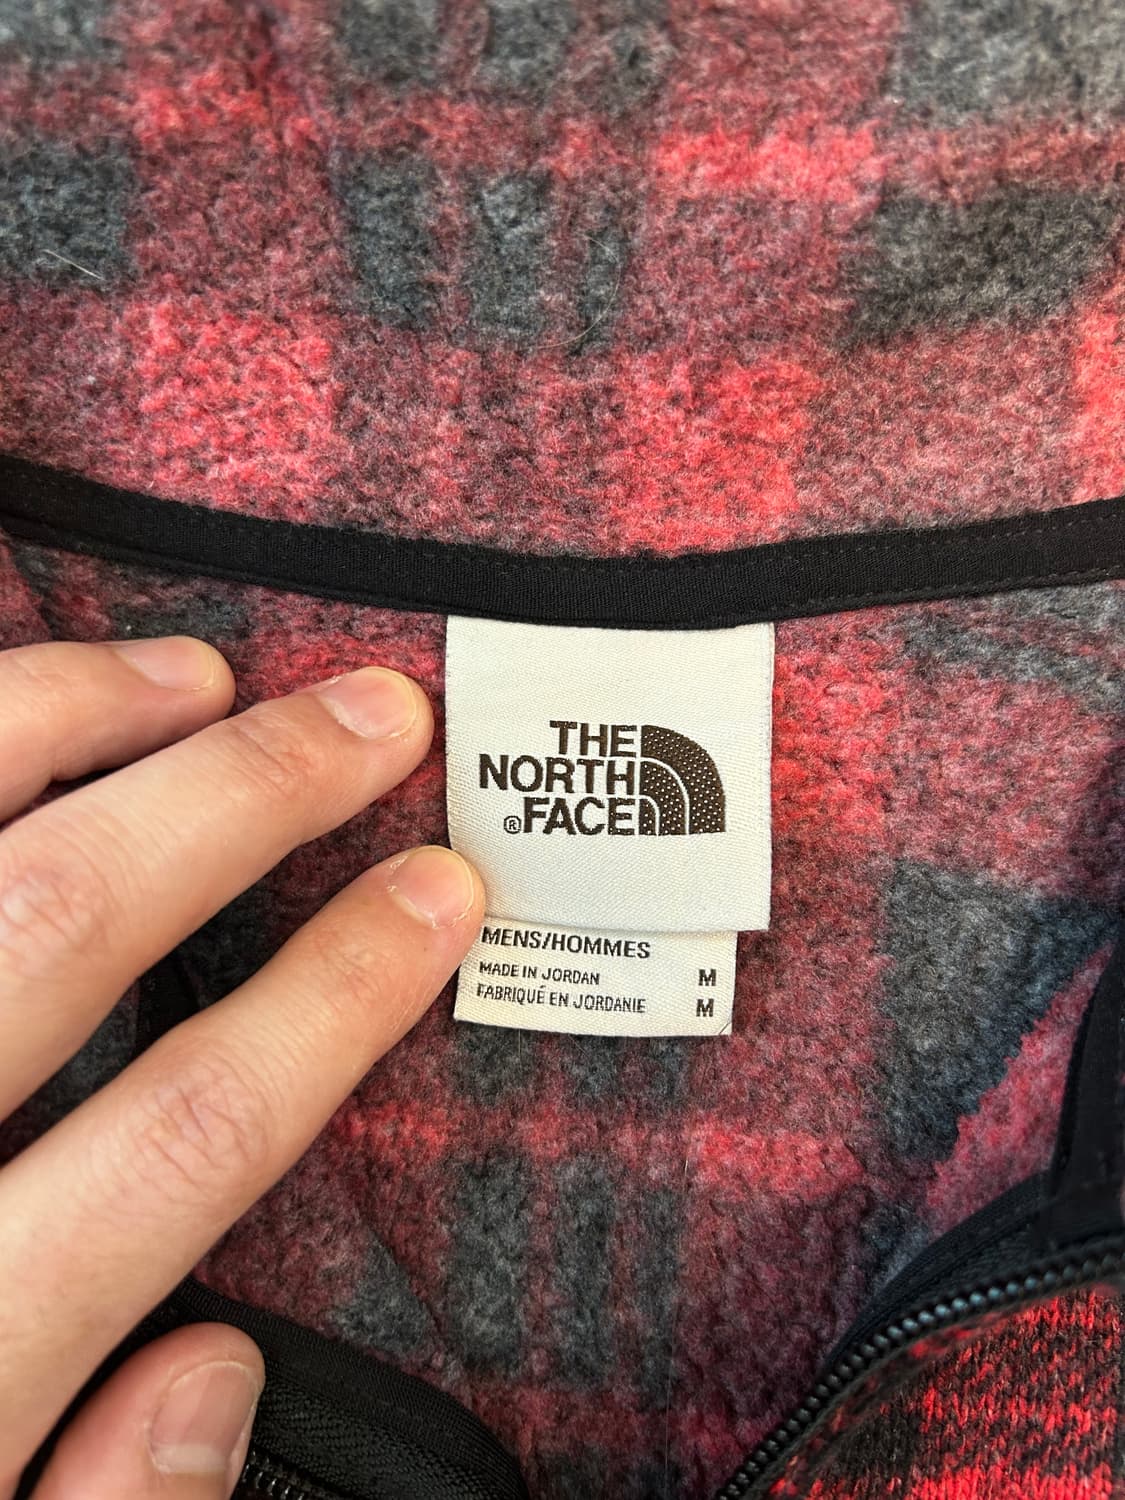 THE
NORTH
®FACE
MENS/HOMMES
MADE IN JORDAN M
FABRIQUÉ EN JORDANIE M